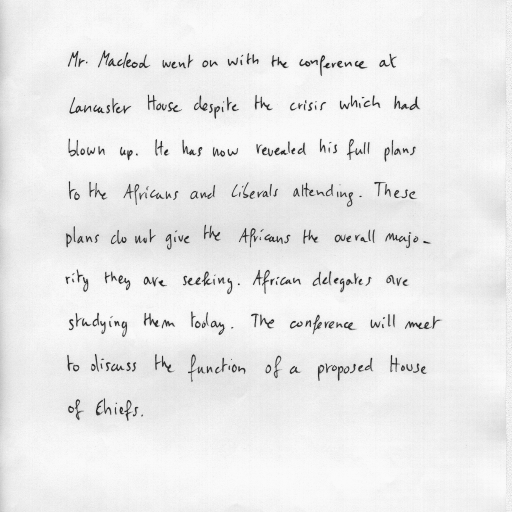 Mr. Macleod went on with the conference at
Lancaster House despite the crisis which had
blown up. He has now revealed his full plans
to the Africans and Liberals attending. These
plans do not give the Africans the overall majo-
rity they are seeking. African delegates are
studying them today. The conference will meet
to discuss the function of a proposed House
of Chiefs.